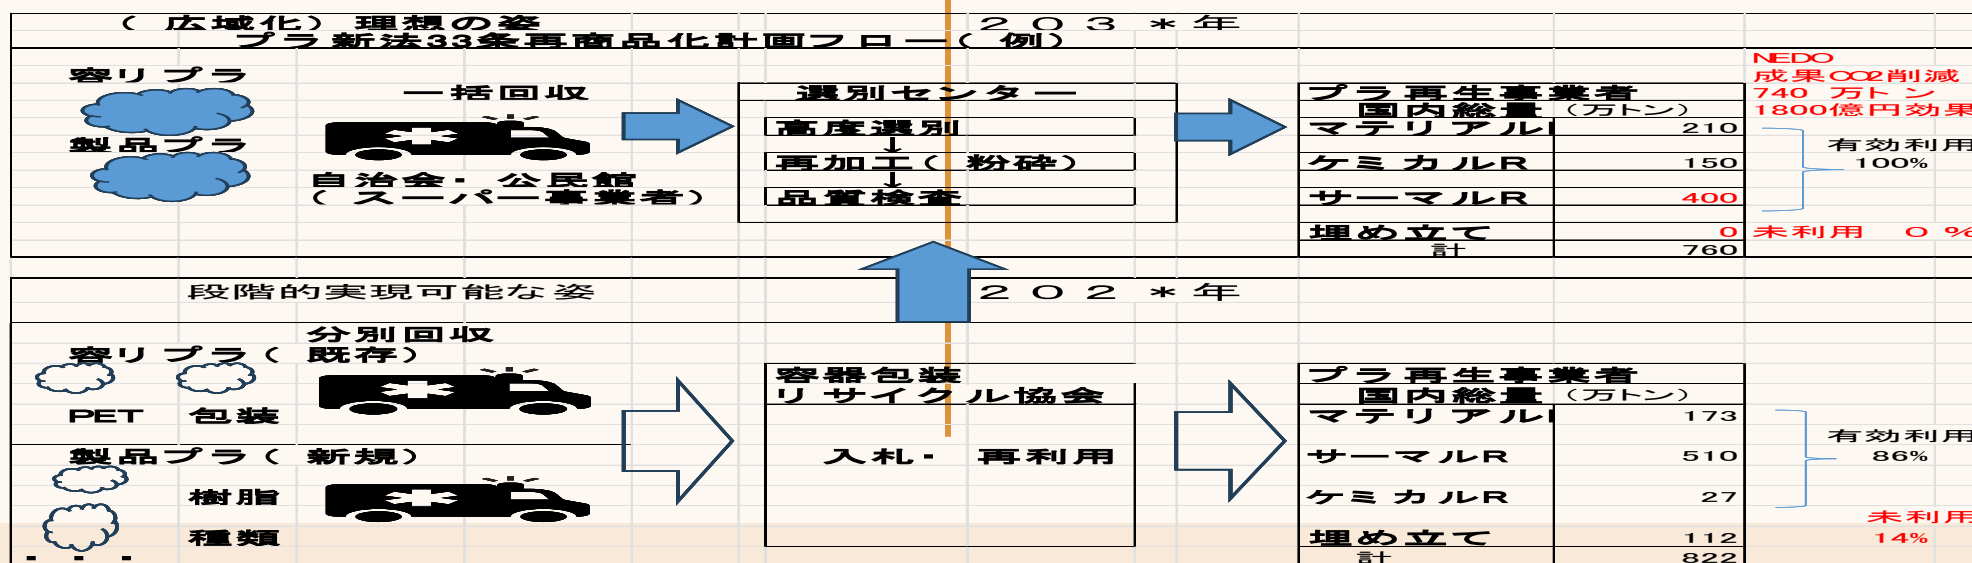 （広域化）理想の姿 203*年
プラ新法33条再商品化計画フロー（例）
NEDO
成果CO2削減
740 万トン
1800億円効果
容リプラ
製品プラ
一括回収
自治会・公民館
（スーパー事業者）
選別センター
高度選別
↓
再加工（粉砕）
↓
品質検査
プラ再生事業者
国内総量（万トン）
マテリアル 210
ケミカルR 150
サーマルR 400
埋め立て 0
計 760
有効利用
100%
未利用 0 %
段階的実現可能な姿 202*年
分別回収
容リプラ（既存）
PET 包装
製品プラ（新規）
樹脂
種類
・・・
容器包装
リサイクル協会
入札・再利用
プラ再生事業者
国内総量（万トン）
マテリアル 173
サーマルR 510
ケミカルR 27
埋め立て 112
計 822
有効利用
86%
未利用
14%